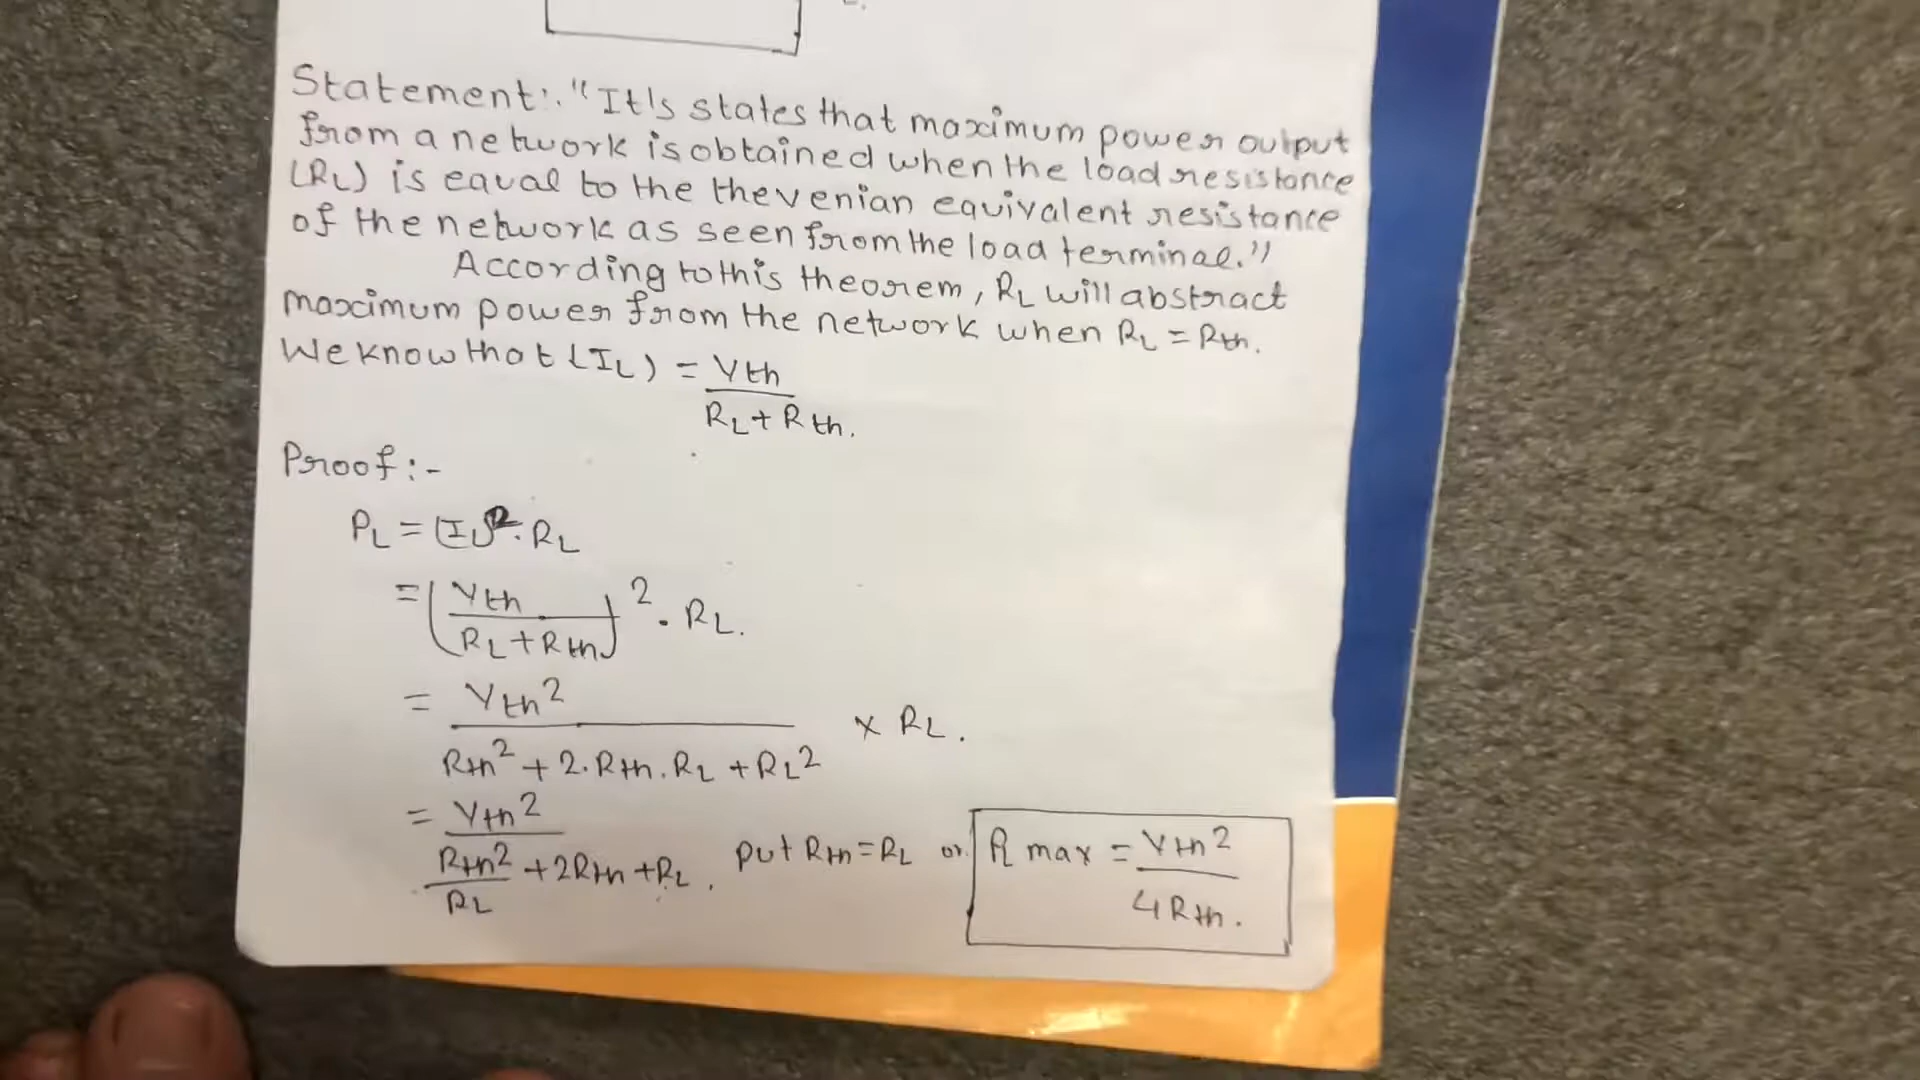 Statement:. "It's states that maximum power output
from a network is obtained when the load resistance
(RL) is equal to the thevenian equivalent resistance
of the network as seen from the load terminal."
According to this theorem, RL will abstract
maximum power from the network when RL = Rth.
We know that (IL) = Vth
RL + Rth.
Proof:-
PL = (IL)2. RL
= (Vth / RL + Rth)2 . RL.
= Vth2
Rth2 + 2.Rth.RL + RL2 × RL.
= Vth2
Rth2 / RL + 2Rth + RL. put Rth = RL or PL max = Vth2
4Rth.